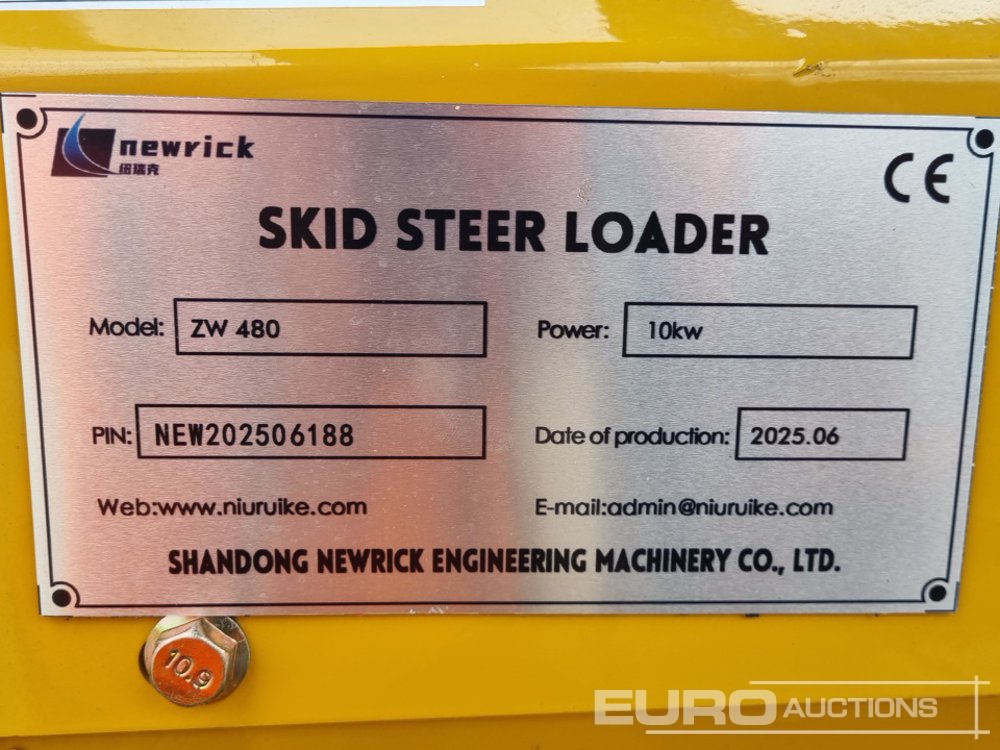 newrick
纽瑞克
CE
SKID STEER LOADER
Model: ZW 480
Power: 10kw
PIN: NEW202506188
Date of production: 2025.06
Web:www.niuruike.com
E-mail:admin@niuruike.com
SHANDONG NEWRICK ENGINEERING MACHINERY CO., LTD.
10.9
EURO AUCTIONS